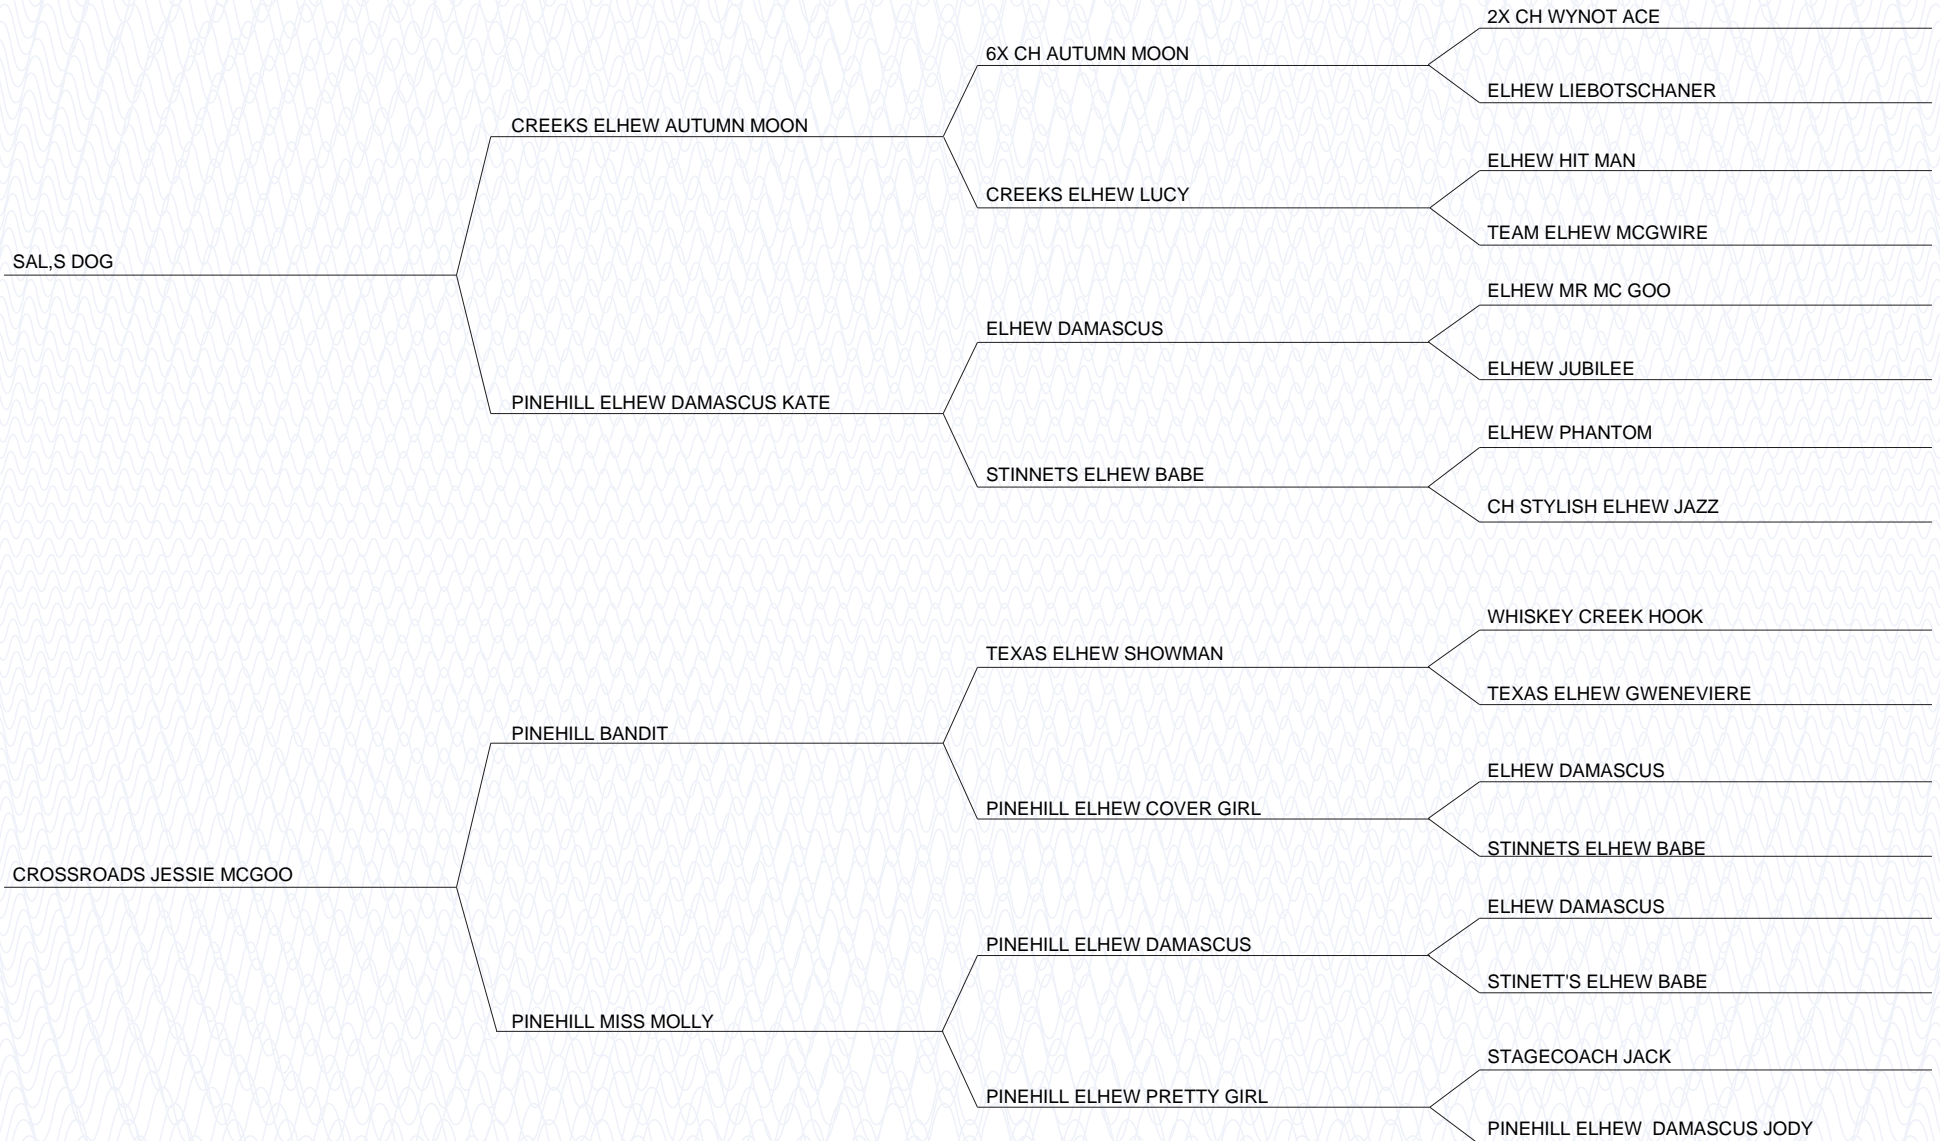 2X CH WYNOT ACE
6X CH AUTUMN MOON
ELHEW LIEBOTSCHANER
CREEKS ELHEW AUTUMN MOON
ELHEW HIT MAN
CREEKS ELHEW LUCY
TEAM ELHEW MCGWIRE
SAL,S DOG
ELHEW MR MC GOO
ELHEW DAMASCUS
ELHEW JUBILEE
PINEHILL ELHEW DAMASCUS KATE
ELHEW PHANTOM
STINNETS ELHEW BABE
CH STYLISH ELHEW JAZZ
WHISKEY CREEK HOOK
TEXAS ELHEW SHOWMAN
TEXAS ELHEW GWENEVIERE
PINEHILL BANDIT
ELHEW DAMASCUS
PINEHILL ELHEW COVER GIRL
STINNETS ELHEW BABE
CROSSROADS JESSIE MCGOO
ELHEW DAMASCUS
PINEHILL ELHEW DAMASCUS
STINETT'S ELHEW BABE
PINEHILL MISS MOLLY
STAGECOACH JACK
PINEHILL ELHEW PRETTY GIRL
PINEHILL ELHEW  DAMASCUS JODY